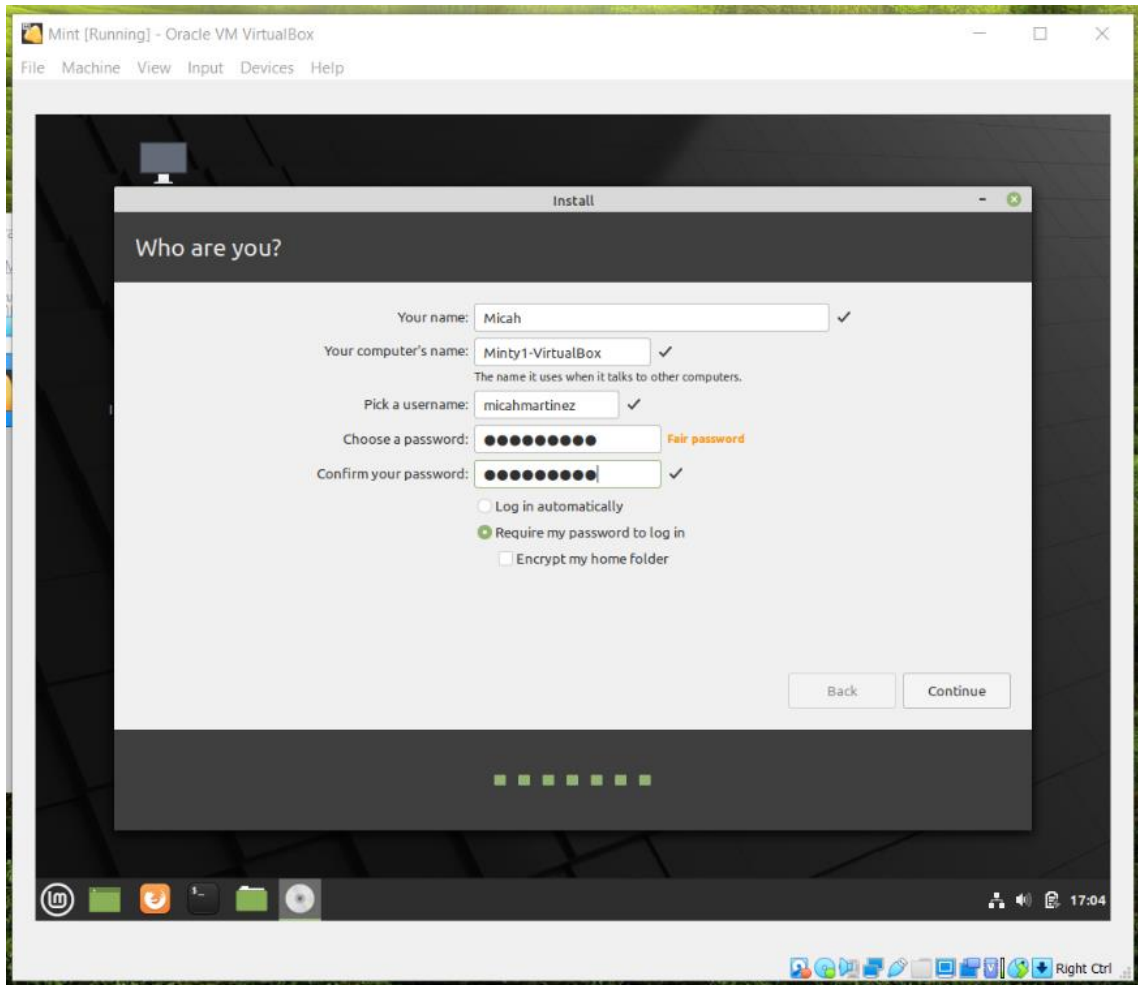 Mint [Running] - Oracle VM VirtualBox
File Machine View Input Devices Help
Install
Who are you?
Your name: Micah
Your computer's name: Minty1-VirtualBox
The name it uses when it talks to other computers.
Pick a username: micahmartinez
Choose a password: ●●●●●●●●● Fair password
Confirm your password: ●●●●●●●●●
Log in automatically
Require my password to log in
Encrypt my home folder
Back Continue
$_
17:04
Right Ctrl